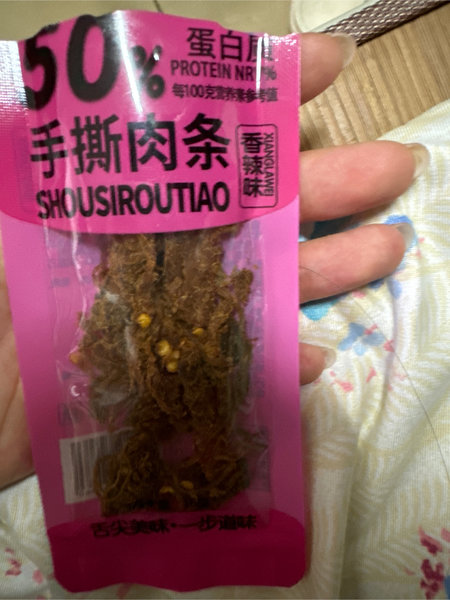 50%
蛋白质
PROTEIN NRV%
每100克营养素参考值
手撕肉条
香辣味
XIANGLAWEI
SHOUSIROUTIAO
舌尖美味·一步道味